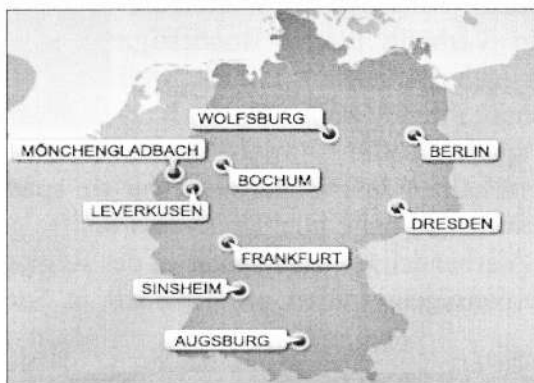 WOLFSBURG
BERLIN
MÖNCHENGLADBACH
BOCHUM
LEVERKUSEN
DRESDEN
FRANKFURT
SINSHEIM
AUGSBURG